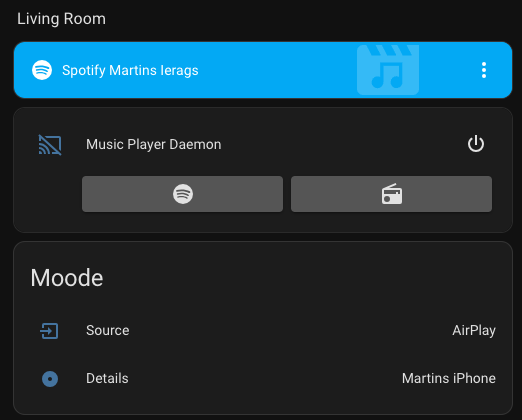 Living Room
Spotify Martins Ierags
Music Player Daemon
Moode
Source AirPlay
Details Martins iPhone